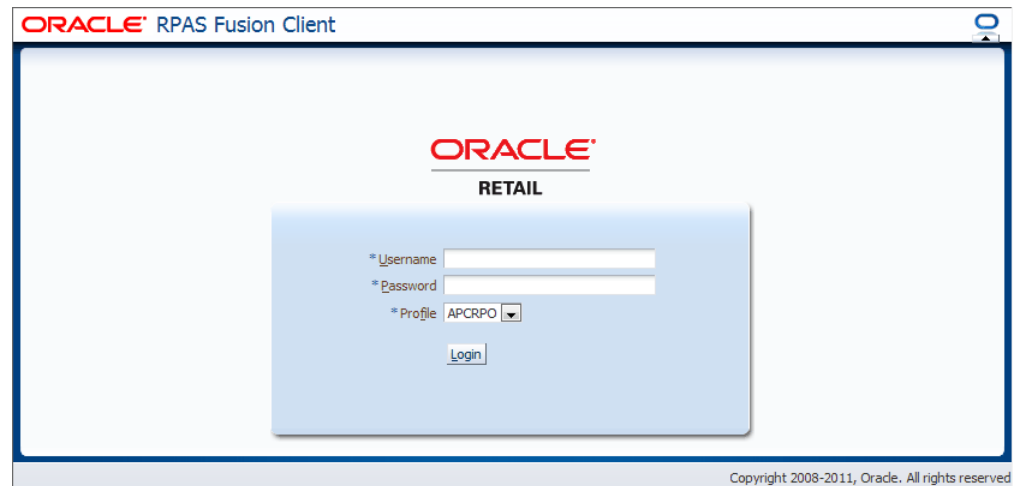 ORACLE RPAS Fusion Client
ORACLE
RETAIL
*Username
*Password
*Profile APCRPO
Login
Copyright 2008-2011, Oracle. All rights reserved